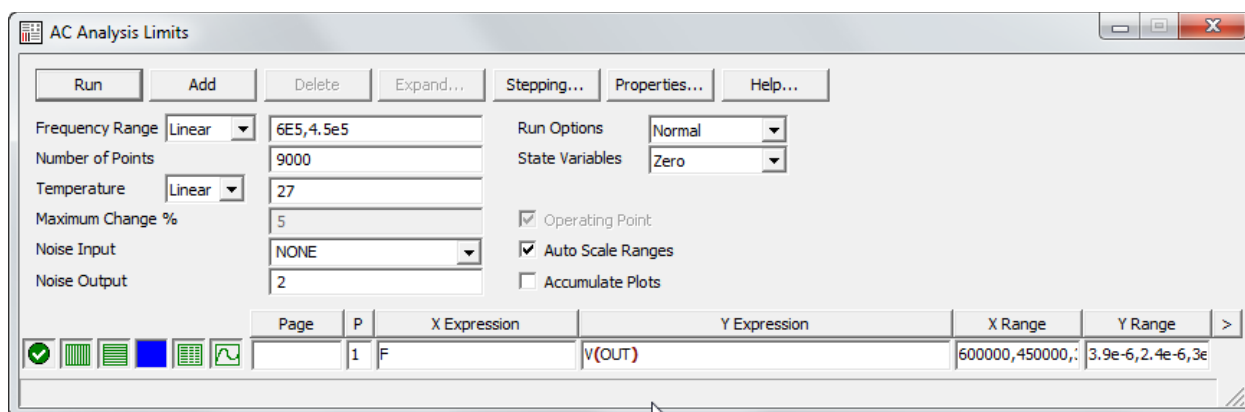 AC Analysis Limits
Run Add Delete Expand... Stepping... Properties... Help...
Frequency Range Linear 6E5,4.5e5 Run Options Normal
Number of Points 9000 State Variables Zero
Temperature Linear 27
Maximum Change % 5 Operating Point
Noise Input NONE Auto Scale Ranges
Noise Output 2 Accumulate Plots
Page P X Expression Y Expression X Range Y Range >
1 F V(OUT) 600000,450000, 3.9e-6,2.4e-6,3e